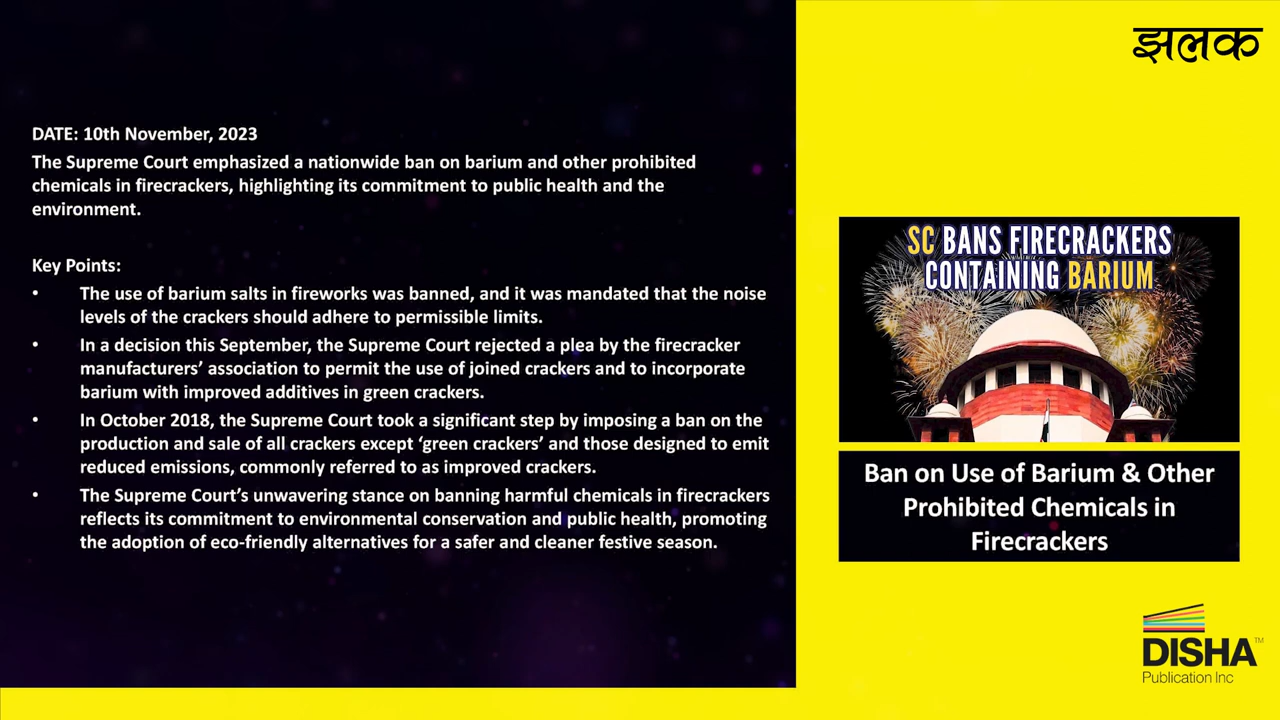 झलक
DATE: 10th November, 2023
The Supreme Court emphasized a nationwide ban on barium and other prohibited
chemicals in firecrackers, highlighting its commitment to public health and the
environment.
Key Points:
• The use of barium salts in fireworks was banned, and it was mandated that the noise
levels of the crackers should adhere to permissible limits.
• In a decision this September, the Supreme Court rejected a plea by the firecracker
manufacturers’ association to permit the use of joined crackers and to incorporate
barium with improved additives in green crackers.
• In October 2018, the Supreme Court took a significant step by imposing a ban on the
production and sale of all crackers except ‘green crackers’ and those designed to emit
reduced emissions, commonly referred to as improved crackers.
• The Supreme Court’s unwavering stance on banning harmful chemicals in firecrackers
reflects its commitment to environmental conservation and public health, promoting
the adoption of eco-friendly alternatives for a safer and cleaner festive season.
SC BANS FIRECRACKERS
CONTAINING BARIUM
Ban on Use of Barium & Other
Prohibited Chemicals in
Firecrackers
DISHA™
Publication Inc